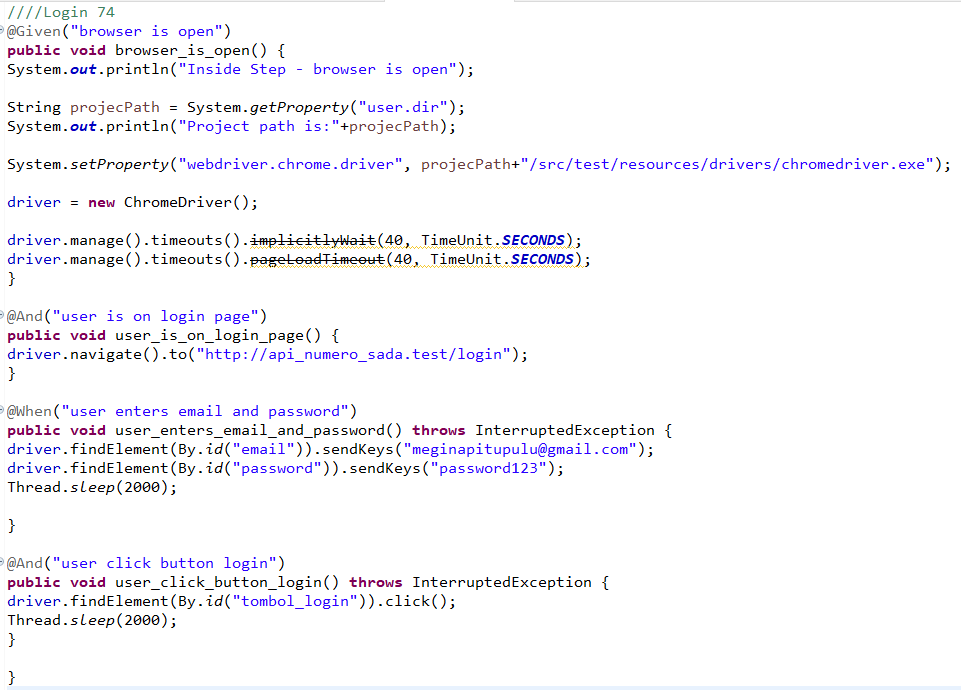 ////Login 74
@Given("browser is open")
public void browser_is_open() {
System.out.println("Inside Step - browser is open");
String projecPath = System.getProperty("user.dir");
System.out.println("Project path is:"+projecPath);
System.setProperty("webdriver.chrome.driver", projecPath+"/src/test/resources/drivers/chromedriver.exe");
driver = new ChromeDriver();
driver.manage().timeouts().implicitlyWait(40, TimeUnit.SECONDS);
driver.manage().timeouts().pageLoadTimeout(40, TimeUnit.SECONDS);
}
@And("user is on login page")
public void user_is_on_login_page() {
driver.navigate().to("http://api_numero_sada.test/login");
}
@When("user enters email and password")
public void user_enters_email_and_password() throws InterruptedException {
driver.findElement(By.id("email")).sendKeys("meginapitupulu@gmail.com");
driver.findElement(By.id("password")).sendKeys("password123");
Thread.sleep(2000);
}
@And("user click button login")
public void user_click_button_login() throws InterruptedException {
driver.findElement(By.id("tombol_login")).click();
Thread.sleep(2000);
}
}